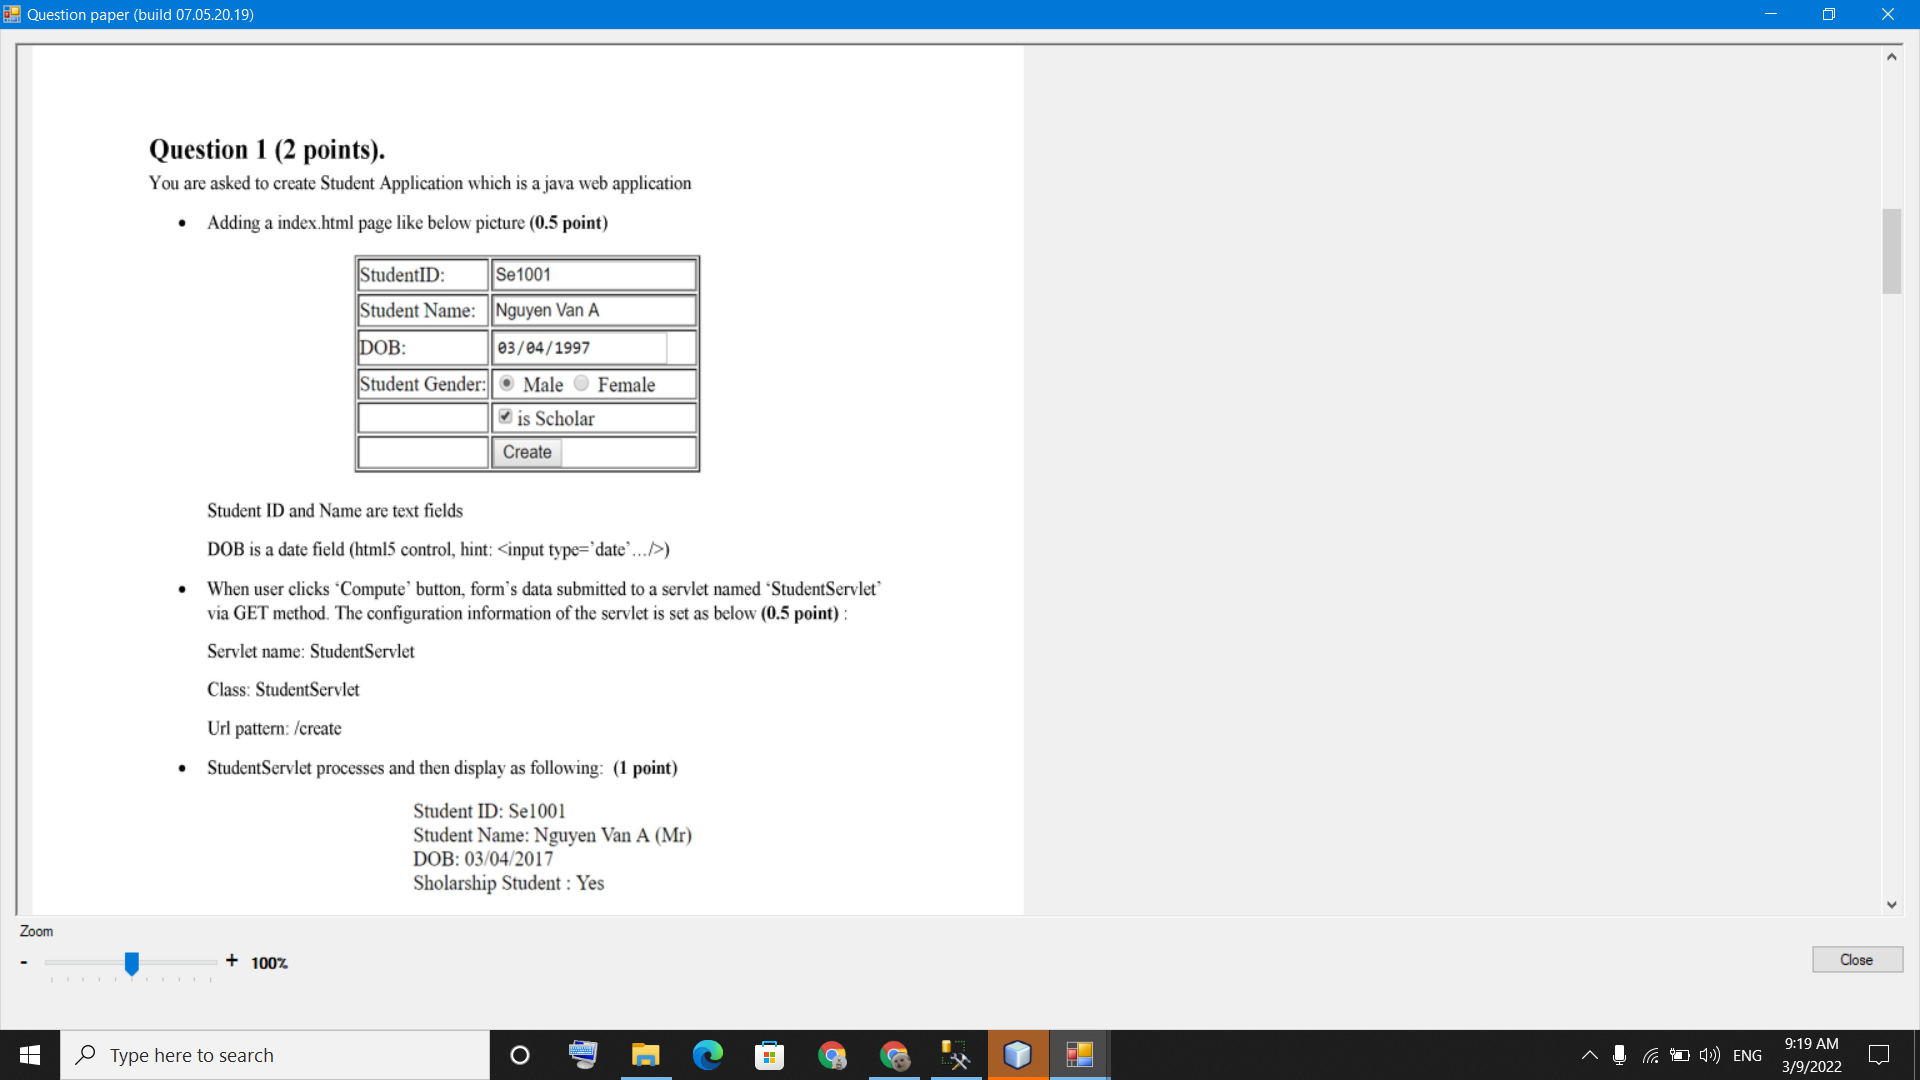 Question paper (build 07.05.20.19)
Question 1 (2 points).
You are asked to create Student Application which is a java web application
• Adding a index.html page like below picture (0.5 point)
StudentID: Se1001
Student Name: Nguyen Van A
DOB: 03/04/1997
Student Gender: Male Female
is Scholar
Create
Student ID and Name are text fields
DOB is a date field (html5 control, hint: <input type=’date’…/>)
• When user clicks ‘Compute’ button, form’s data submitted to a servlet named ‘StudentServlet’
via GET method. The configuration information of the servlet is set as below (0.5 point) :
Servlet name: StudentServlet
Class: StudentServlet
Url pattern: /create
• StudentServlet processes and then display as following: (1 point)
Student ID: Se1001
Student Name: Nguyen Van A (Mr)
DOB: 03/04/2017
Sholarship Student : Yes
Zoom
- + 100%
Close
Type here to search
ENG
9:19 AM
3/9/2022